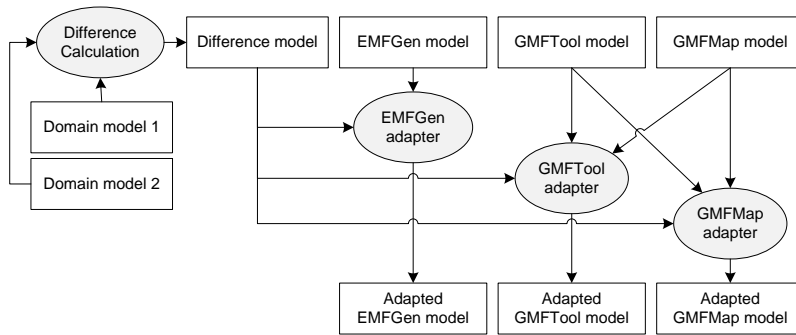 Difference
Calculation
Difference model
EMFGen model
GMFTool model
GMFMap model
Domain model 1
Domain model 2
EMFGen
adapter
GMFTool
adapter
GMFMap
adapter
Adapted
EMFGen model
Adapted
GMFTool model
Adapted
GMFMap model